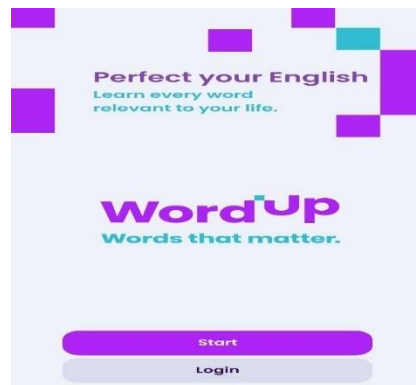 Perfect your English
Learn every word
relevant to your life.
WordUp
Words that matter.
Start
Login